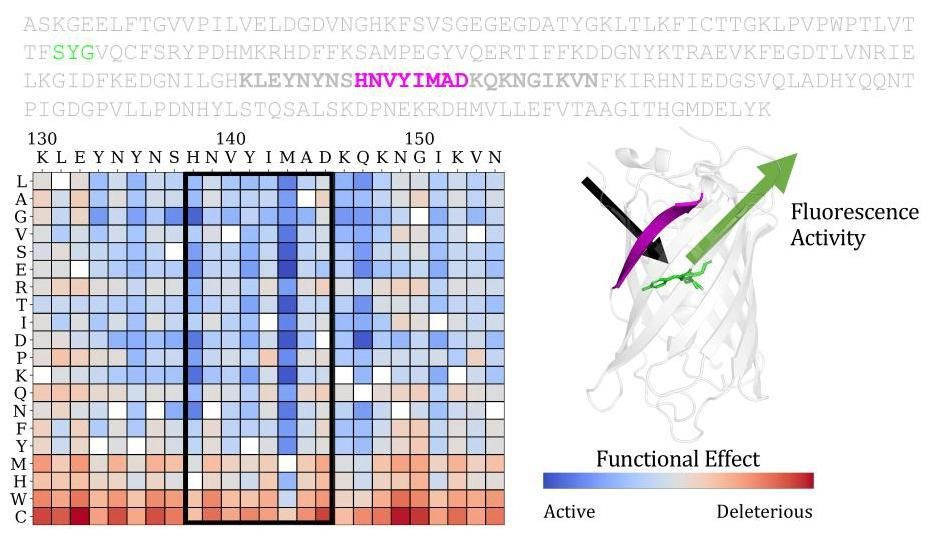 ASKGEELFTGVVPILVELDGDVNGHKFSVSGEGEGDATYGKLTLKFICTTGKLPVPWPTLVT
TFSYGVQCFSRYPDHMKRHDFFKSAMPEGYVQERTIFFKDDGNYKTRAEVKFEGDTLVNRIE
LKGIDFKEDGNILGHKLEYNYNSHNVYIMADKQKNGIKVNFKIRHNIEDGSVQLADHYQQNT
PIGDGPVLLPDNHYLSTQSALSKDPNEKRDHMVLLEFVTAAGITHGMDELYK
130 140 150
K L E Y N Y N S H N V Y I M A D K Q K N G I K V N
L
A
G
V
S
E
R
T
I
D
P
K
Q
N
F
Y
M
H
W
C
Fluorescence
Activity
Functional Effect
Active Deleterious